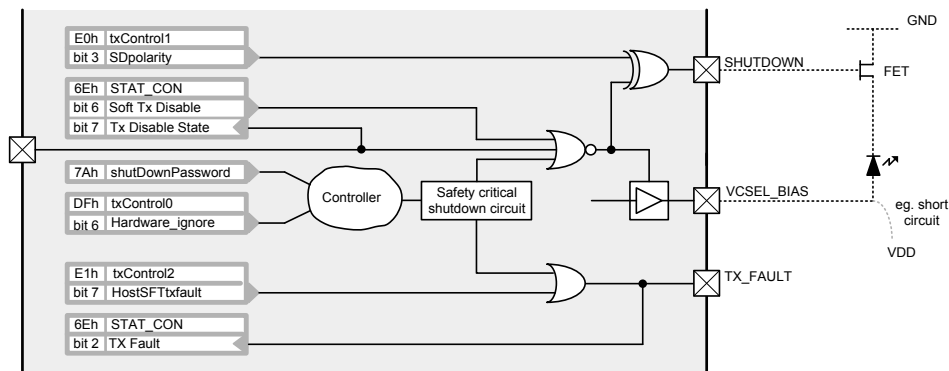 E0h txControl1
bit 3 SDpolarity
6Eh STAT_CON
bit 6 Soft Tx Disable
bit 7 Tx Disable State
7Ah shutDownPassword
DFh txControl0
bit 6 Hardware_ignore
E1h txControl2
bit 7 HostSFTtxfault
6Eh STAT_CON
bit 2 TX Fault
Controller
Safety critical
shutdown circuit
SHUTDOWN
VCSEL_BIAS
TX_FAULT
GND
FET
eg. short
circuit
VDD